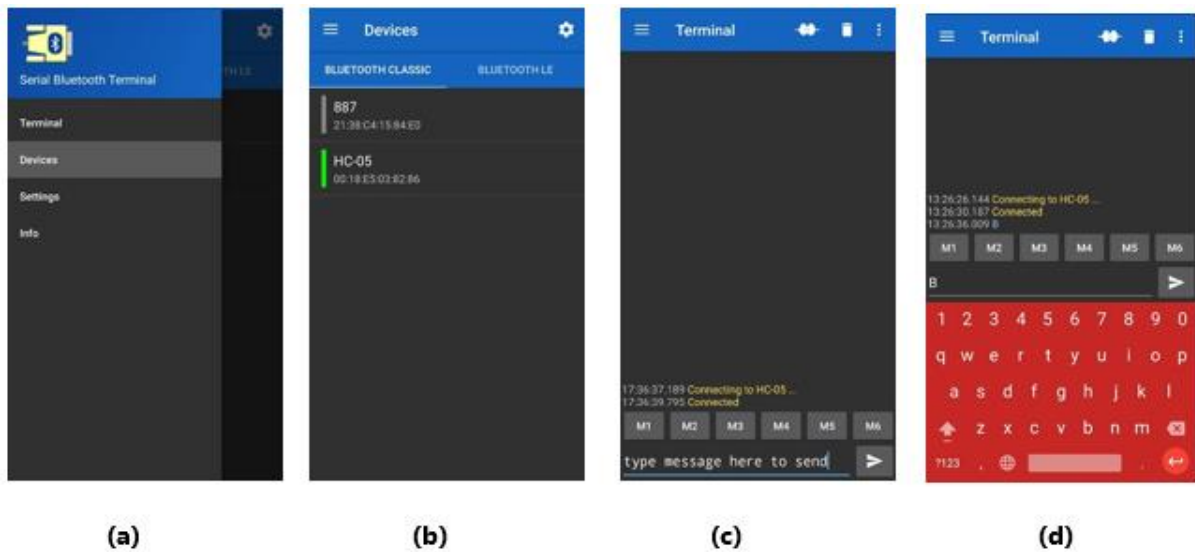 Serial Bluetooth Terminal
Terminal
Devices
Settings
Info
(a)
Devices
BLUETOOTH CLASSIC BLUETOOTH LE
887
21:38:C4:15:84:E0
HC-05
00:18:E5:03:82:86
(b)
Terminal
17:36:37.189 Connecting to HC-05 ...
17:36:39.795 Connected
M1 M2 M3 M4 M5 M6
type message here to send
(c)
Terminal
13:26:26.144 Connecting to HC-05 ...
13:26:30.187 Connected
13:26:36.009 B
M1 M2 M3 M4 M5 M6
B
1 2 3 4 5 6 7 8 9 0
q w e r t y u i o p
a s d f g h j k l
z x c v b n m
?123 , .
(d)